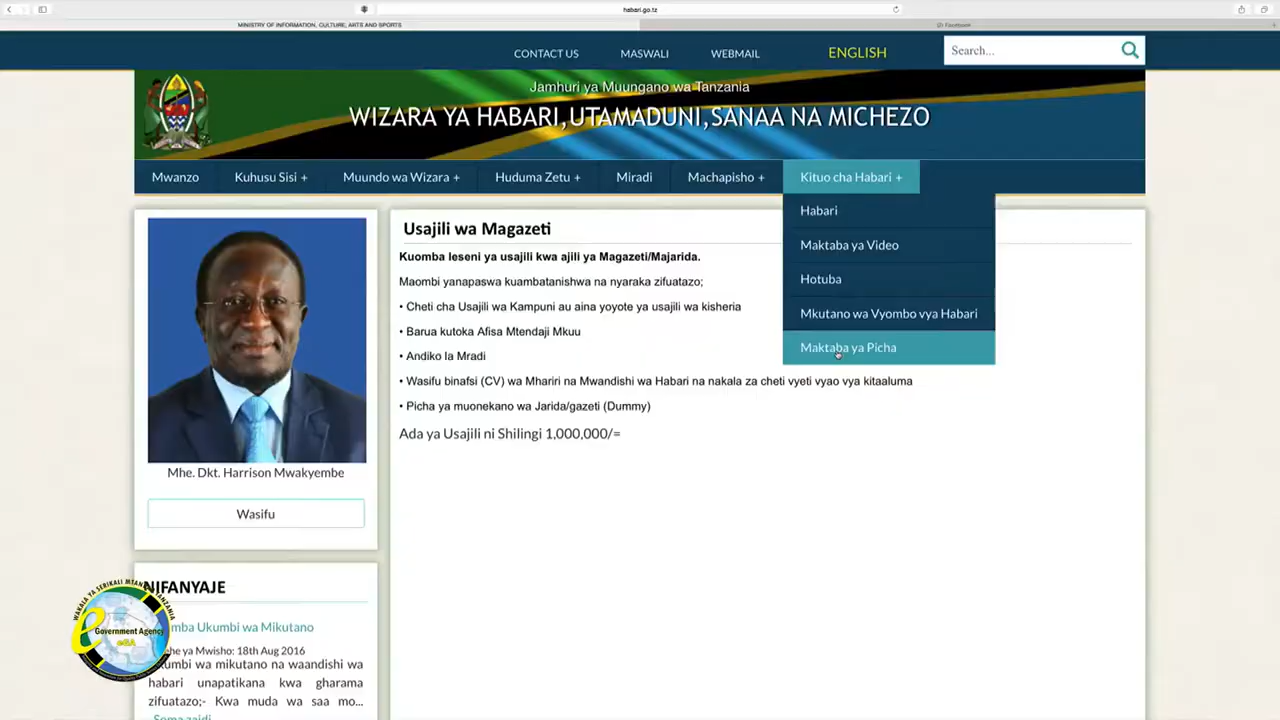 habari.go.tz
MINISTRY OF INFORMATION, CULTURE, ARTS AND SPORTS
Facebook
CONTACT US
MASWALI
WEBMAIL
ENGLISH
Search...
Jamhuri ya Muungano wa Tanzania
WIZARA YA HABARI,UTAMADUNI,SANAA NA MICHEZO
Mwanzo
Kuhusu Sisi +
Muundo wa Wizara +
Huduma Zetu +
Miradi
Machapisho +
Kituo cha Habari +
Habari
Maktaba ya Video
Hotuba
Mkutano wa Vyombo vya Habari
Maktaba ya Picha
Mhe. Dkt. Harrison Mwakyembe
Wasifu
Usajili wa Magazeti
Kuomba leseni ya usajili kwa ajili ya Magazeti/Majarida.
Maombi yanapaswa kuambatanishwa na nyaraka zifuatazo;
• Cheti cha Usajili wa Kampuni au aina yoyote ya usajili wa kisheria
• Barua kutoka Afisa Mtendaji Mkuu
• Andiko la Mradi
• Wasifu binafsi (CV) wa Mhariri na Mwandishi wa Habari na nakala za cheti vyeti vyao vya kitaaluma
• Picha ya muonekano wa Jarida/gazeti (Dummy)
Ada ya Usajili ni Shilingi 1,000,000/=
NIFANYAJE
Ukumbi wa Mikutano
ya Mwisho: 18th Aug 2016
wa mikutano na waandishi wa
habari unapatikana kwa gharama
zifuatazo;- Kwa muda wa saa mo...
Soma zaidi
e
Government Agency
eGA